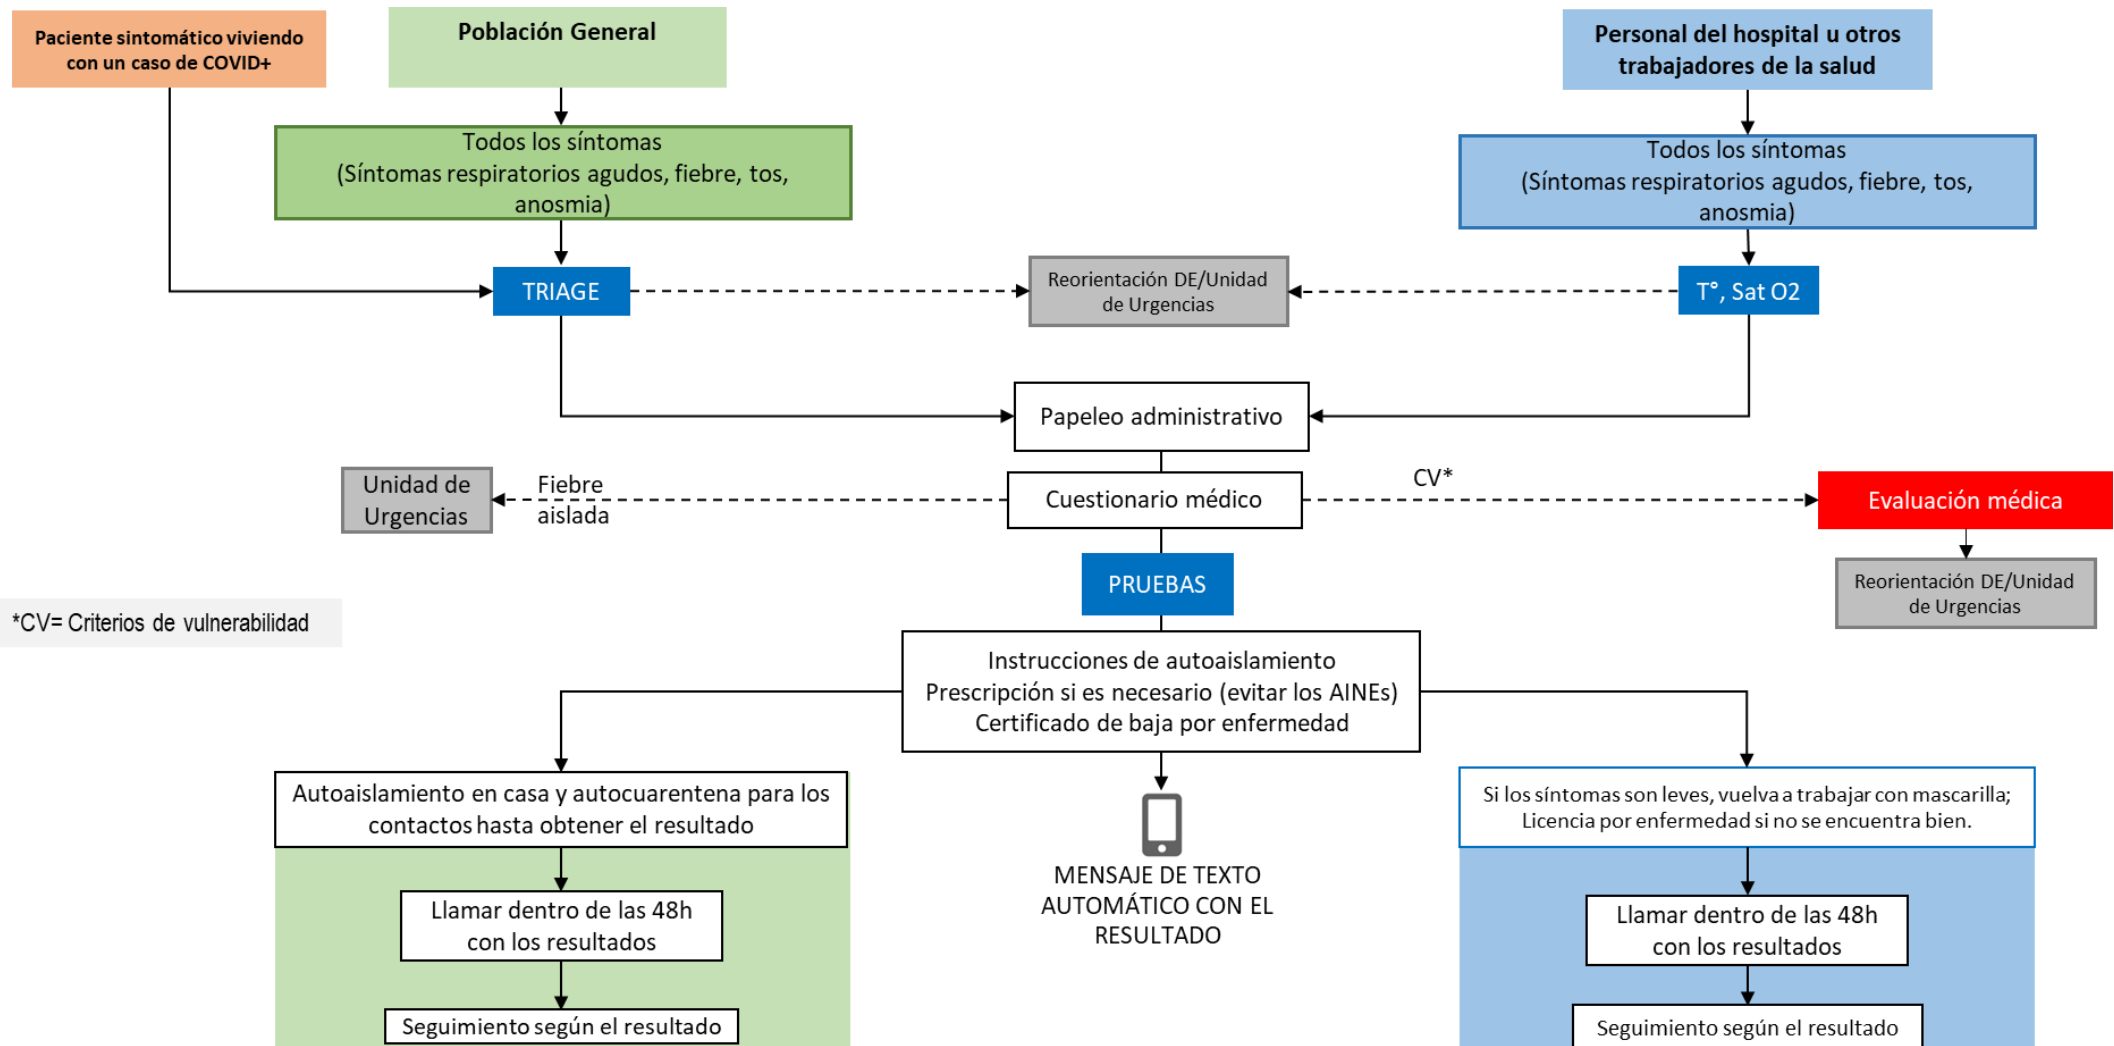 Paciente sintomático viviendo
con un caso de COVID+
Población General
Personal del hospital u otros
trabajadores de la salud
Todos los síntomas
(Síntomas respiratorios agudos, fiebre, tos,
anosmia)
Todos los síntomas
(Síntomas respiratorios agudos, fiebre, tos,
anosmia)
TRIAGE
Reorientación DE/Unidad
de Urgencias
T°, Sat O2
Papeleo administrativo
Unidad de
Urgencias
Fiebre
aislada
Cuestionario médico
CV*
Evaluación médica
Reorientación DE/Unidad
de Urgencias
PRUEBAS
*CV= Criterios de vulnerabilidad
Instrucciones de autoaislamiento
Prescripción si es necesario (evitar los AINEs)
Certificado de baja por enfermedad
Autoaislamiento en casa y autocuarentena para los
contactos hasta obtener el resultado
Si los síntomas son leves, vuelva a trabajar con mascarilla;
Licencia por enfermedad si no se encuentra bien.
MENSAJE DE TEXTO
AUTOMÁTICO CON EL
RESULTADO
Llamar dentro de las 48h
con los resultados
Llamar dentro de las 48h
con los resultados
Seguimiento según el resultado
Seguimiento según el resultado